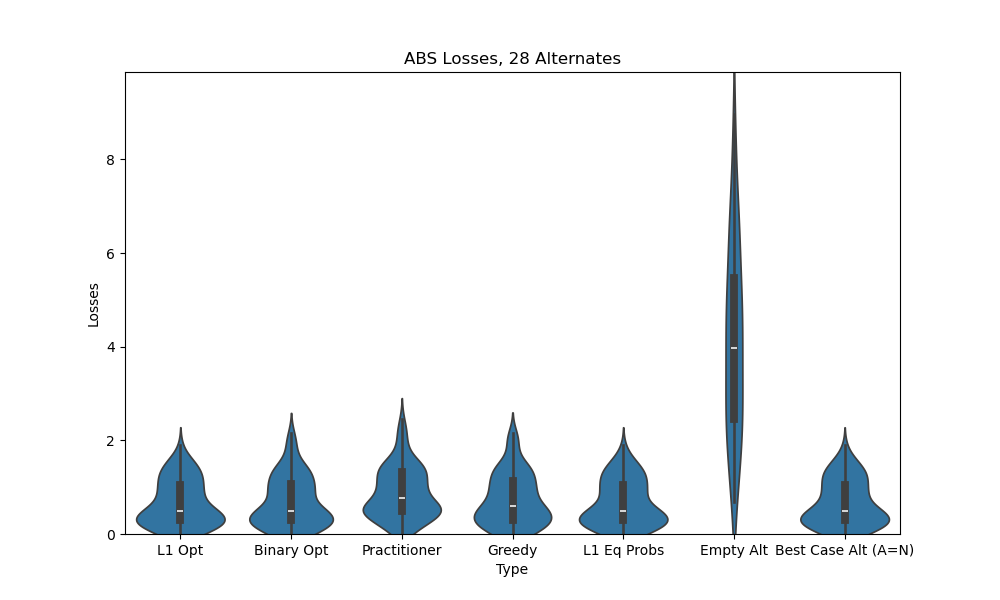 ABS Losses, 28 Alternates
Losses
8
6
4
2
0
L1 Opt
Binary Opt
Practitioner
Greedy
L1 Eq Probs
Empty Alt
Best Case Alt (A=N)
Type